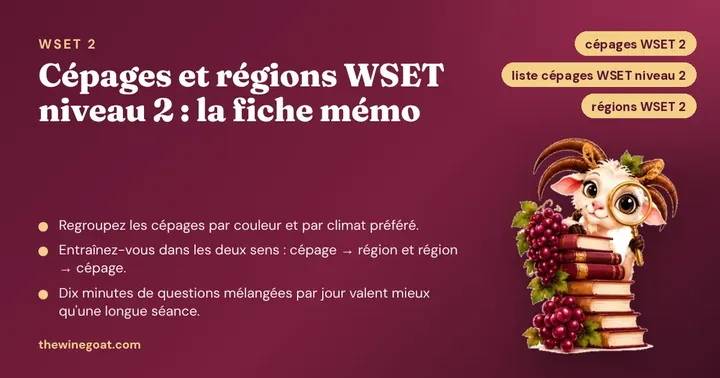 WSET 2
Cépages et régions WSET
niveau 2 : la fiche mémo
cépages WSET 2
liste cépages WSET niveau 2
régions WSET 2
Regroupez les cépages par couleur et par climat préféré.
Entraînez-vous dans les deux sens : cépage → région et région
→ cépage.
Dix minutes de questions mélangées par jour valent mieux
qu'une longue séance.
thewinegoat.com